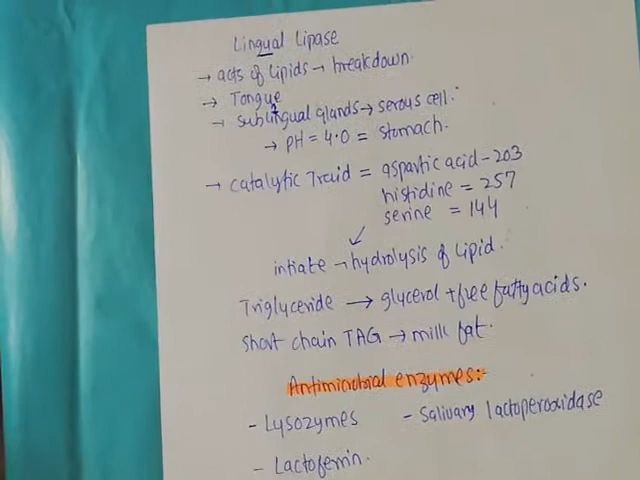 Lingual Lipase
→ acts of lipids → breakdown.
→ Tongue
→ sublingual glands → serous cell.
→ pH = 4.0 = stomach.
→ catalytic Traid = aspartic acid - 203
histidine = 257
serine = 144
intiate → hydrolysis of lipid.
Triglyceride → glycerol + free fatty acids.
Short chain TAG → milk fat.
Antimicrobial enzymes:-
- Lysozymes - Salivary lactoperoxidase
- Lactoferrin.